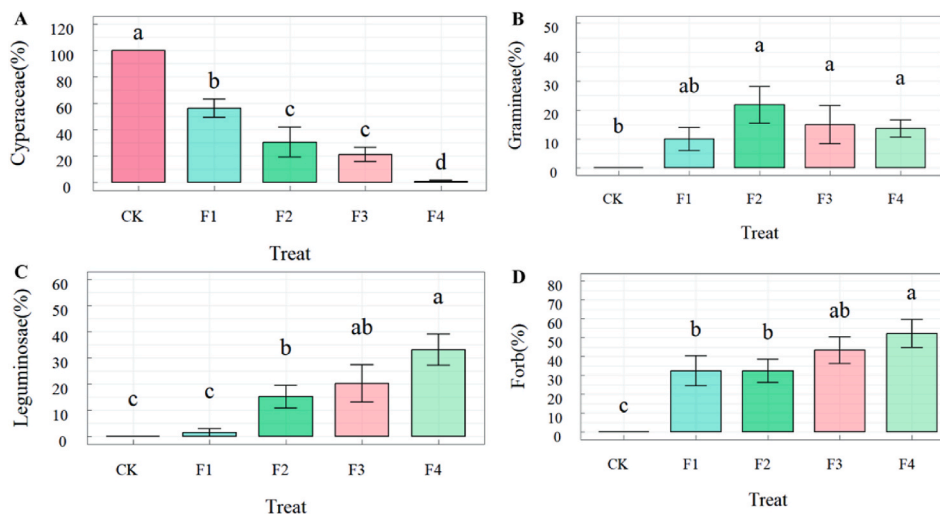 A
Cyperaceae(%)
120
100
80
60
40
20
0
a
b
c
c
d
CK F1 F2 F3 F4
Treat
B
Gramineae(%)
50
40
30
20
10
0
b
ab
a
a
a
CK F1 F2 F3 F4
Treat
C
Leguminosae(%)
60
50
40
30
20
10
0
c
c
b
ab
a
CK F1 F2 F3 F4
Treat
D
Forb(%)
80
70
60
50
40
30
20
10
0
c
b
b
ab
a
CK F1 F2 F3 F4
Treat